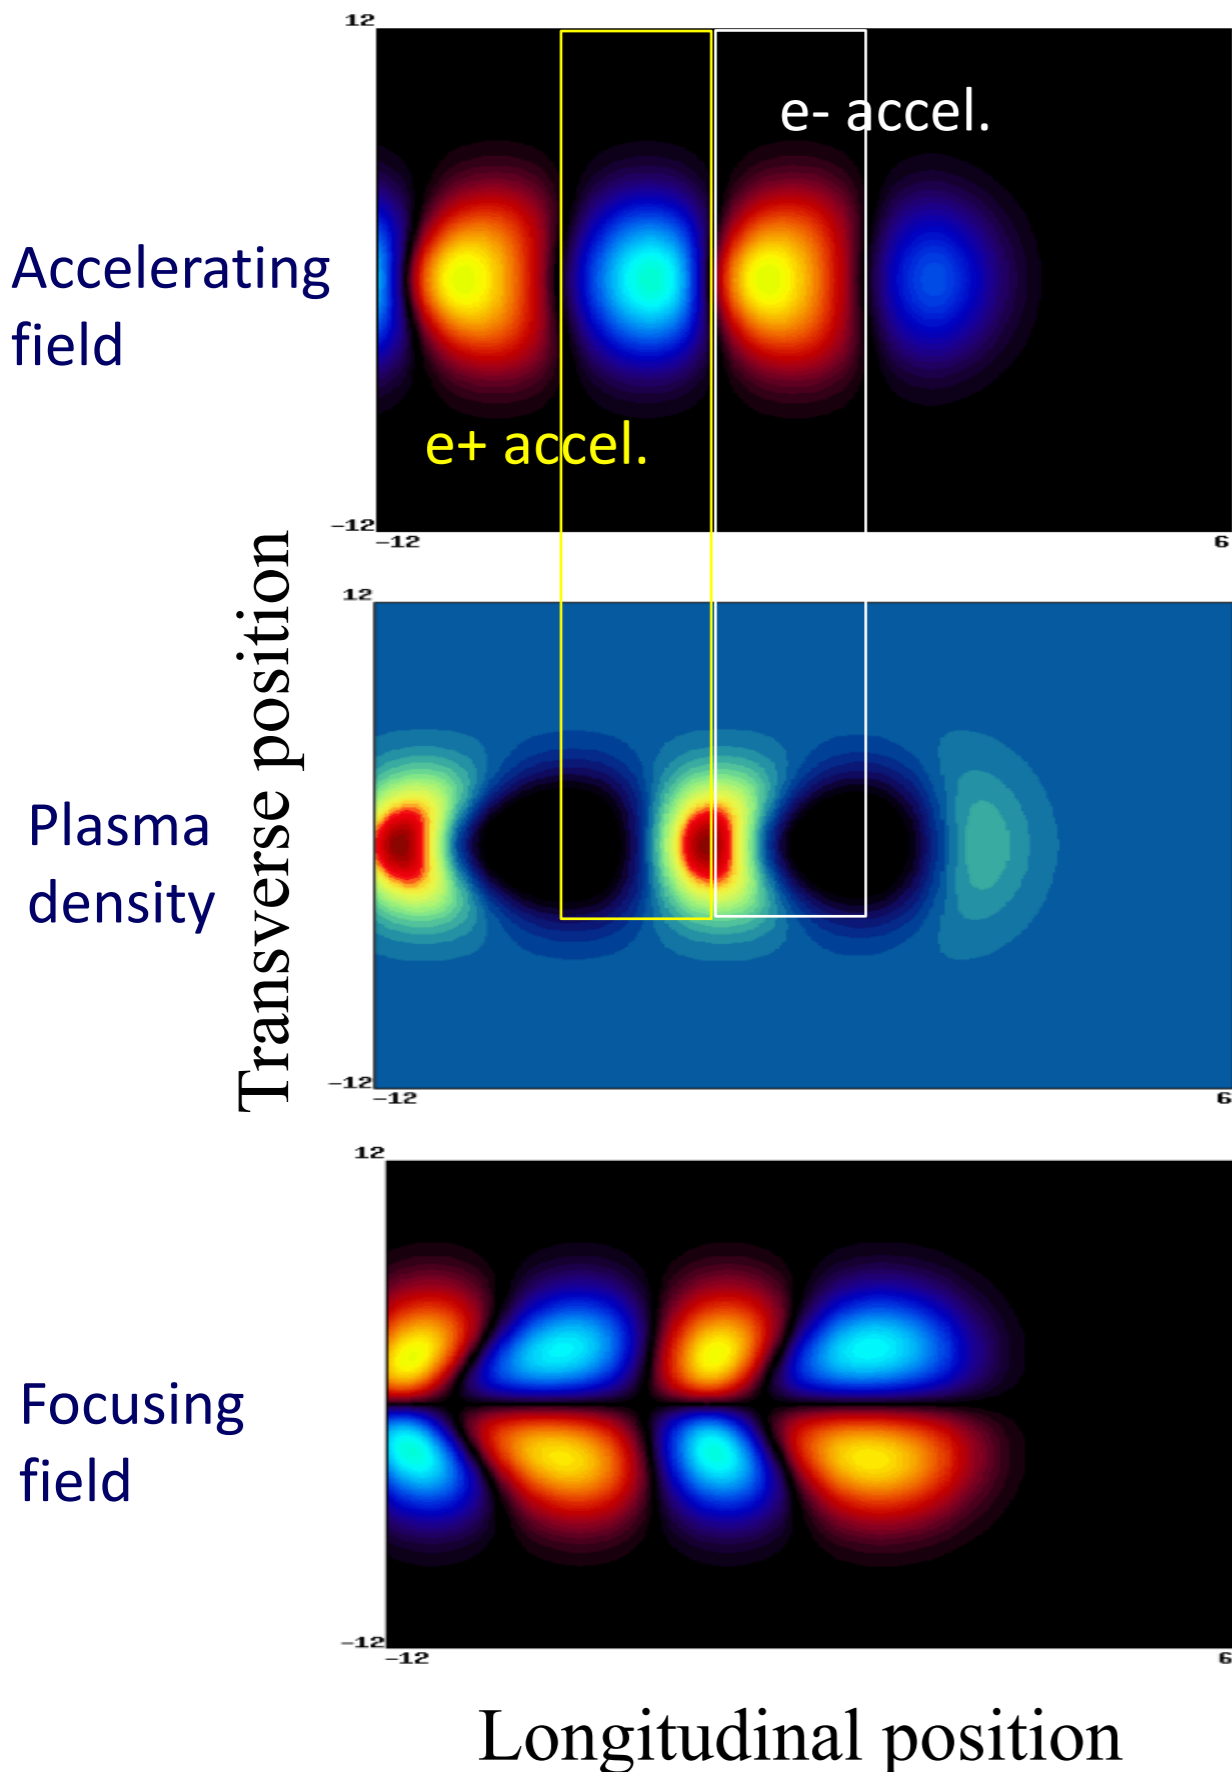 12
e- accel.
Accelerating
field
e+ accel.
-12
-12
6
12
Transverse position
Plasma
density
-12
-12
6
12
Focusing
field
-12
-12
6
Longitudinal position